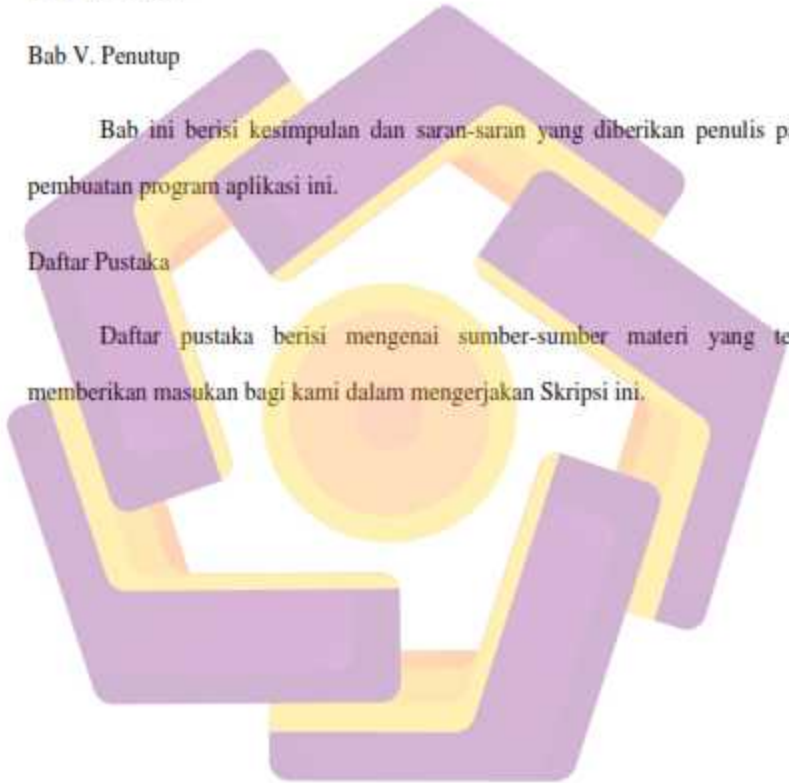 Bab V. Penutup
Bab ini berisi kesimpulan dan saran-saran yang diberikan penulis
pembuatan program aplikasi ini.
Daftar Pustaka
Daftar pustaka berisi mengenai sumber-sumber materi yang
memberikan masukan bagi kami dalam mengerjakan Skripsi ini.